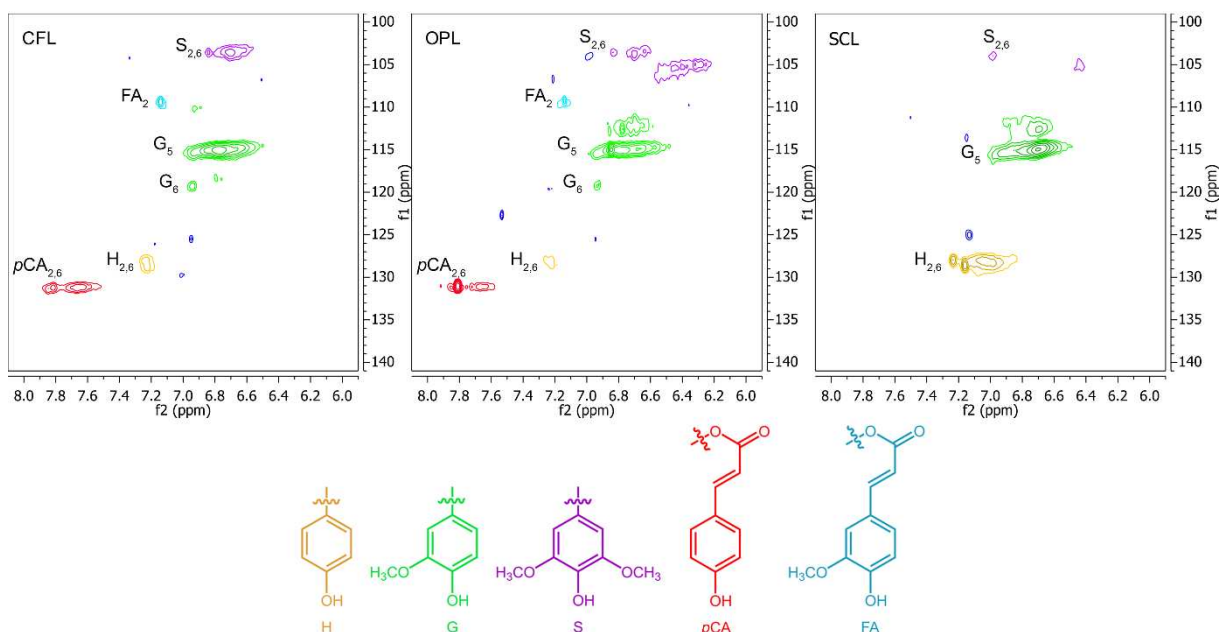 CFL
S2,6
FA2
G5
G6
H2,6
pCA2,6
100
105
110
115
120
125
130
135
140
f1 (ppm)
8.0 7.8 7.6 7.4 7.2 7.0 6.8 6.6 6.4 6.2 6.0
f2 (ppm)
OPL
S2,6
FA2
G5
G6
H2,6
pCA2,6
100
105
110
115
120
125
130
135
140
f1 (ppm)
8.0 7.8 7.6 7.4 7.2 7.0 6.8 6.6 6.4 6.2 6.0
f2 (ppm)
SCL
S2,6
G5
H2,6
100
105
110
115
120
125
130
135
140
f1 (ppm)
8.0 7.8 7.6 7.4 7.2 7.0 6.8 6.6 6.4 6.2 6.0
f2 (ppm)
OH
H
H3CO
OH
G
H3CO
OCH3
OH
S
O
O
OH
pCA
O
O
H3CO
OH
FA